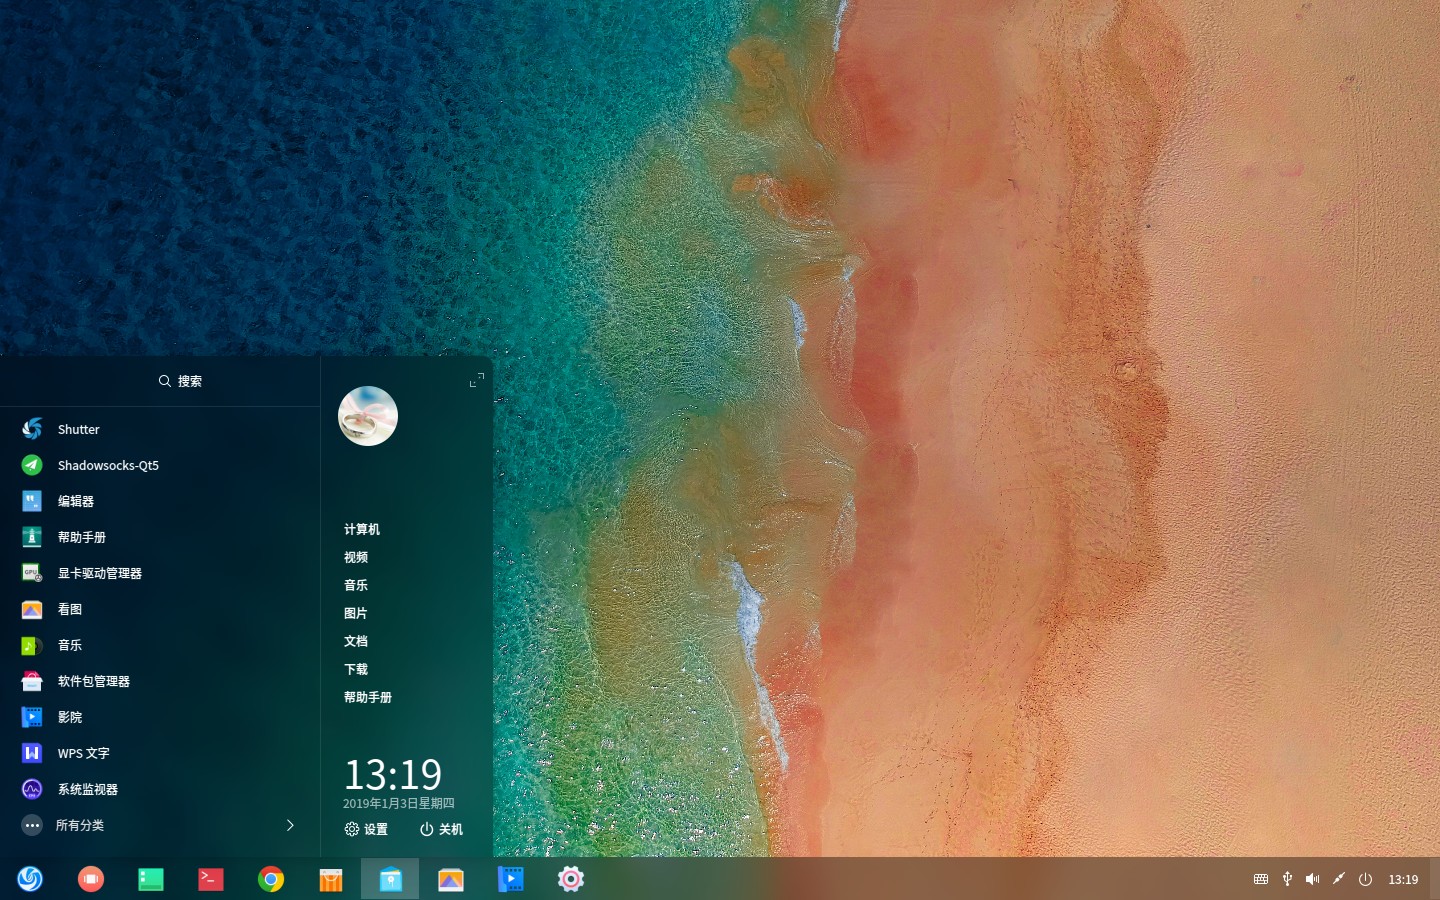 搜索
Shutter
Shadowsocks-Qt5
编辑器
帮助手册
显卡驱动管理器
看图
音乐
软件包管理器
影院
WPS 文字
系统监视器
所有分类
计算机
视频
音乐
图片
文档
下载
帮助手册
13:19
2019年1月3日星期四
设置 关机
13:19